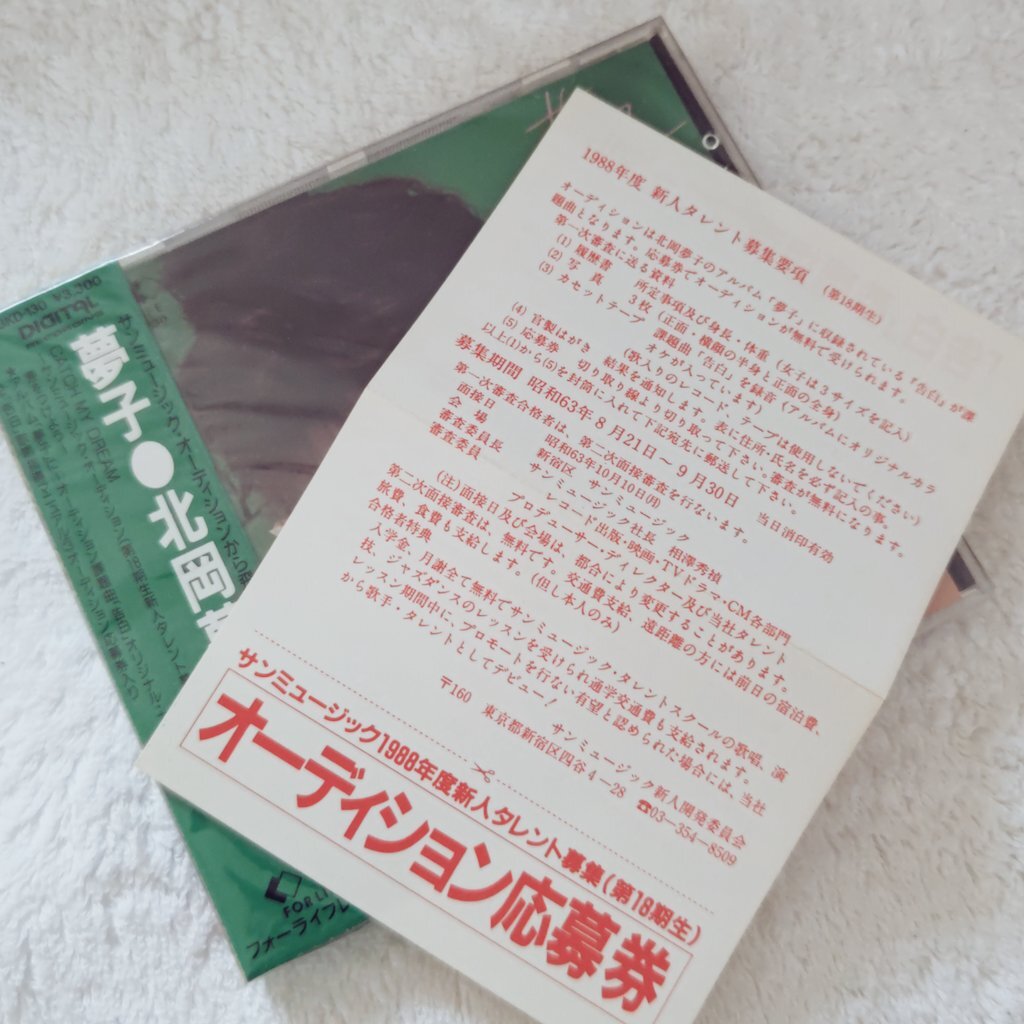 1988年度 新人タレント募集要項 (第18期生)
オーディションは北岡夢子のアルバム「夢子」に収録されている「告白」が課
題曲となります。応募券でオーディションが無料で受けられます。
第一次審査に送る資料
(1) 履歴書 所定事項及び身長・体重 (女子は3サイズを記入)
(2) 写真 3枚 (正面・横顔の半身と正面の全身)
(3) カセットテープ 課題曲「告白」を録音 (アルバムにオリジナルカラ
オケが入っています)
(歌入りのレコード、テープは使用しないでください)
(4) 官製はがき 結果を通知します。表に住所・氏名を必ず記入の事。
(5) 応募券 切り取り線より切り取って下さい。審査が無料になります。
以上(1)から(5)を封筒に入れて下記宛先に郵送して下さい。
募集期間 昭和63年8月21日〜9月30日 当日消印有効
第一次審査合格者は、第二次面接審査を行ないます。
面接日 昭和63年10月10日(月)
会場 新宿区 サンミュージック
審査委員長 サンミュージック社長 相澤秀禎
審査委員 レコード出版・映画・TVドラマ・CM各部門
プロデューサー・ディレクター及び当社タレント
(注)面接日及び会場は、都合により変更することがあります。
第二次面接審査は、無料です。交通費支給、遠距離の方には前日の宿泊費、
旅費、食費も支給します。(但し本人のみ)
合格者特典
入学金、月謝全て無料でサンミュージック・タレントスクールの歌唱、演
技、ジャズダンスのレッスンを受けられ通学交通費も支給されます。
レッスン期間中に、プロモートを行ない有望と認められた場合には、当社
から歌手・タレントとしてデビュー!
サンミュージック新人開発委員会
〒160 東京都新宿区四谷4-28 ☎03-354-8509
サンミュージック1988年度新人タレント募集(第18期生)
オーディション応募券
¥3,200
DIGITAL
夢子●北岡
CATCH MY DREAM
FOR LI
フォーライフレ